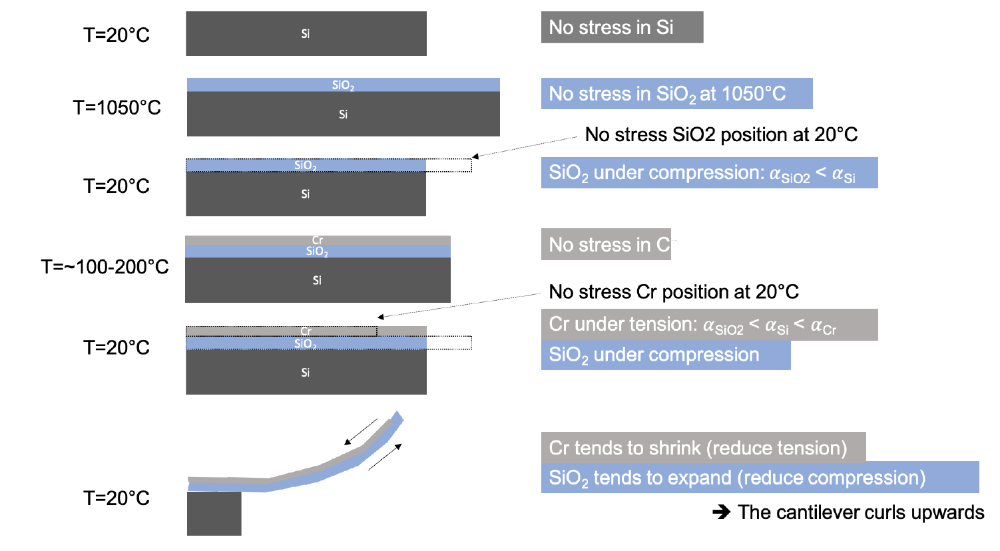 T=20°C
Si
No stress in Si
SiO₂
T=1050°C
Si
No stress in SiO₂ at 1050°C
No stress SiO2 position at 20°C
SiO₂
T=20°C
Si
SiO₂ under compression: αSiO2 < αSi
Cr
SiO₂
T=~100-200°C
Si
No stress in C
No stress Cr position at 20°C
Cr
SiO₂
T=20°C
Si
Cr under tension: αSiO2 < αSi < αCr
SiO₂ under compression
Cr tends to shrink (reduce tension)
SiO₂ tends to expand (reduce compression)
T=20°C
➔ The cantilever curls upwards